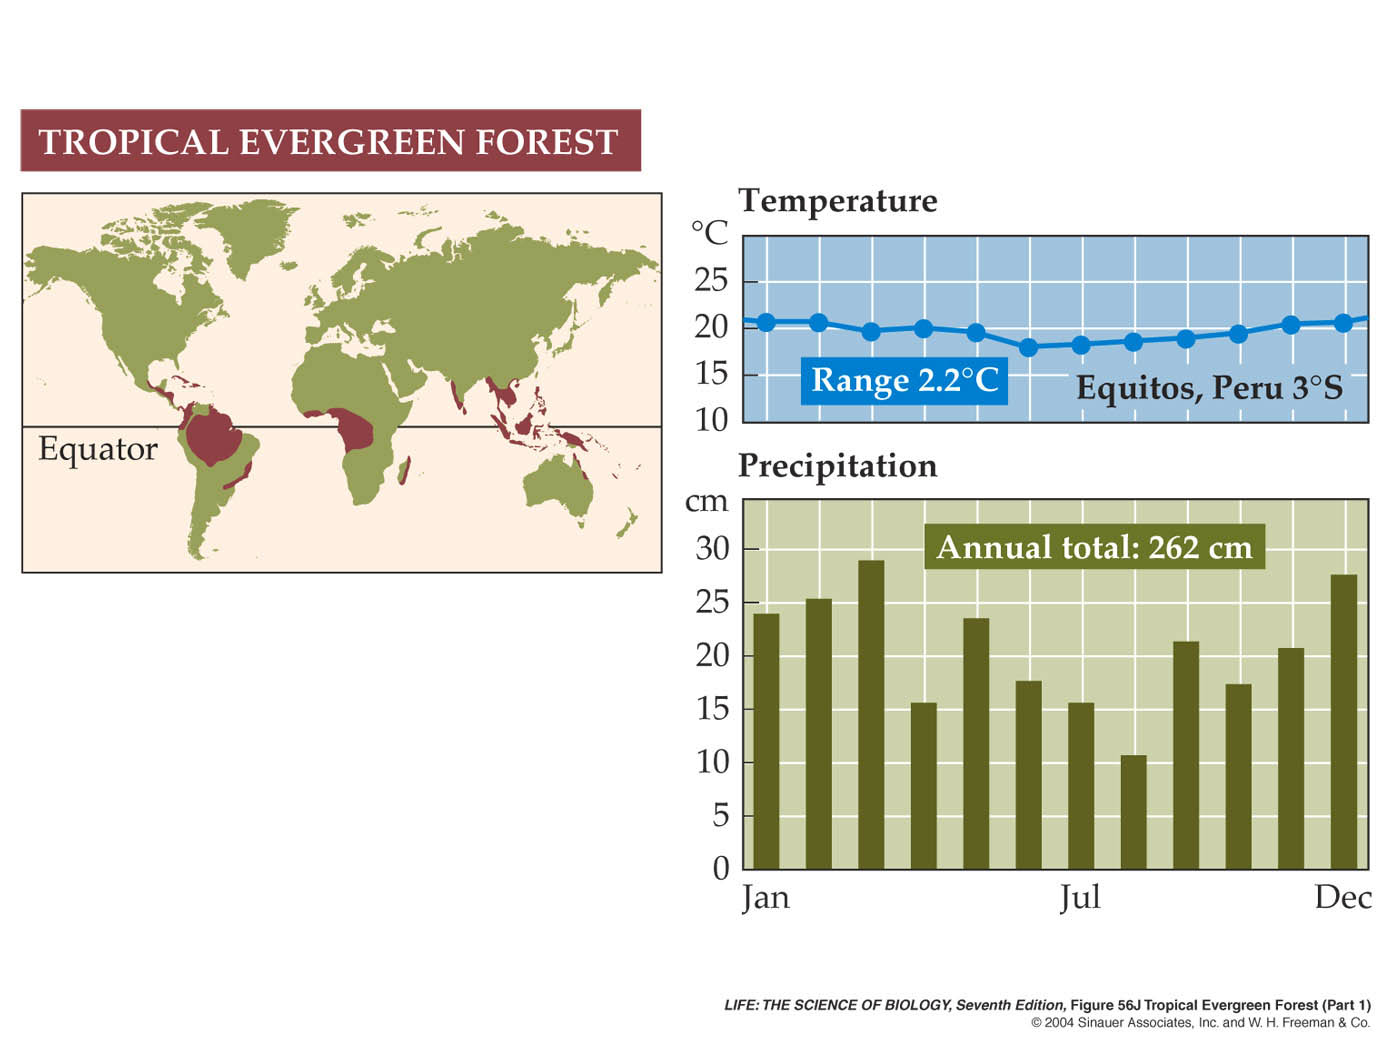 TROPICAL EVERGREEN FOREST
Equator
Temperature
°C
25
20
15
10
Range 2.2°C
Equitos, Peru 3°S
Precipitation
cm
30
25
20
15
10
5
0
Annual total: 262 cm
Jan Jul Dec
LIFE: THE SCIENCE OF BIOLOGY, Seventh Edition, Figure 56J Tropical Evergreen Forest (Part 1)
© 2004 Sinauer Associates, Inc. and W. H. Freeman & Co.